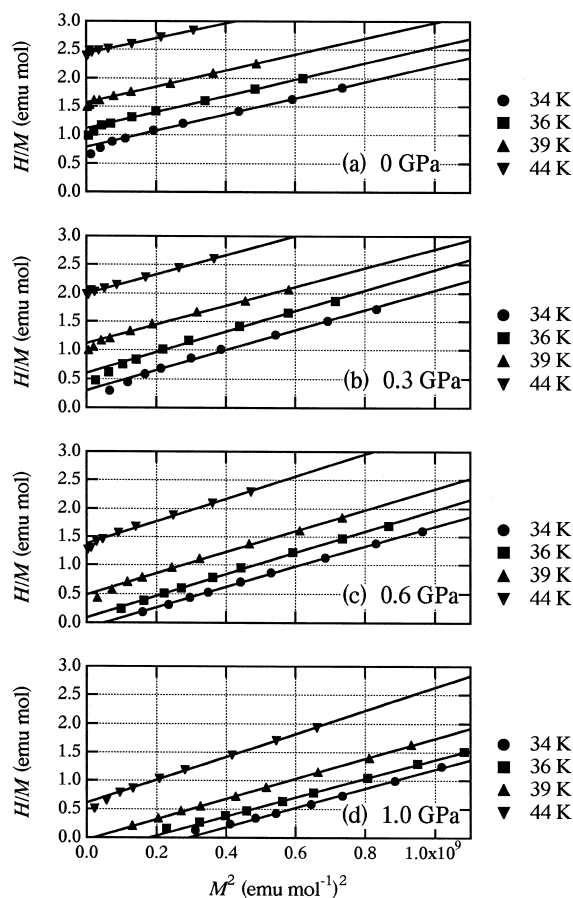 3.0
2.5
2.0
1.5
1.0
0.5
0.0
H/M (emu mol)
(a) 0 GPa
34 K
36 K
39 K
44 K
3.0
2.5
2.0
1.5
1.0
0.5
0.0
H/M (emu mol)
(b) 0.3 GPa
34 K
36 K
39 K
44 K
3.0
2.5
2.0
1.5
1.0
0.5
0.0
H/M (emu mol)
(c) 0.6 GPa
34 K
36 K
39 K
44 K
3.0
2.5
2.0
1.5
1.0
0.5
0.0
H/M (emu mol)
(d) 1.0 GPa
34 K
36 K
39 K
44 K
0.0 0.2 0.4 0.6 0.8 1.0x10⁹
M² (emu mol⁻¹)²